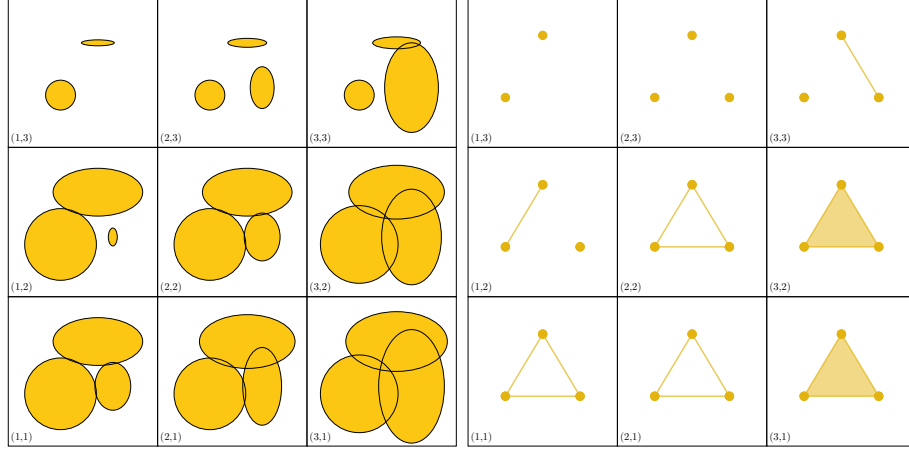 (1,3) (2,3) (3,3) (1,3) (2,3) (3,3)
(1,2) (2,2) (3,2) (1,2) (2,2) (3,2)
(1,1) (2,1) (3,1) (1,1) (2,1) (3,1)